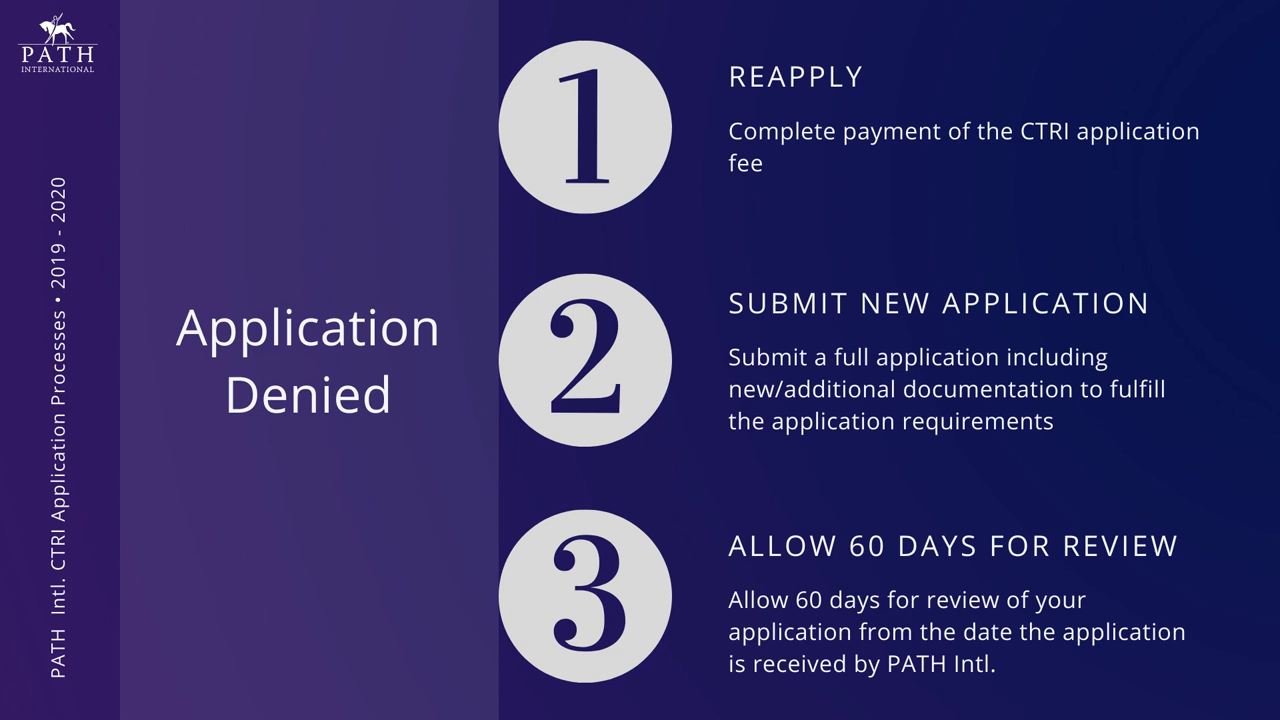 PATH
INTERNATIONAL
PATH Intl. CTRI Application Processes • 2019 - 2020
Application
Denied
1
REAPPLY
Complete payment of the CTRI application
fee
2
SUBMIT NEW APPLICATION
Submit a full application including
new/additional documentation to fulfill
the application requirements
3
ALLOW 60 DAYS FOR REVIEW
Allow 60 days for review of your
application from the date the application
is received by PATH Intl.